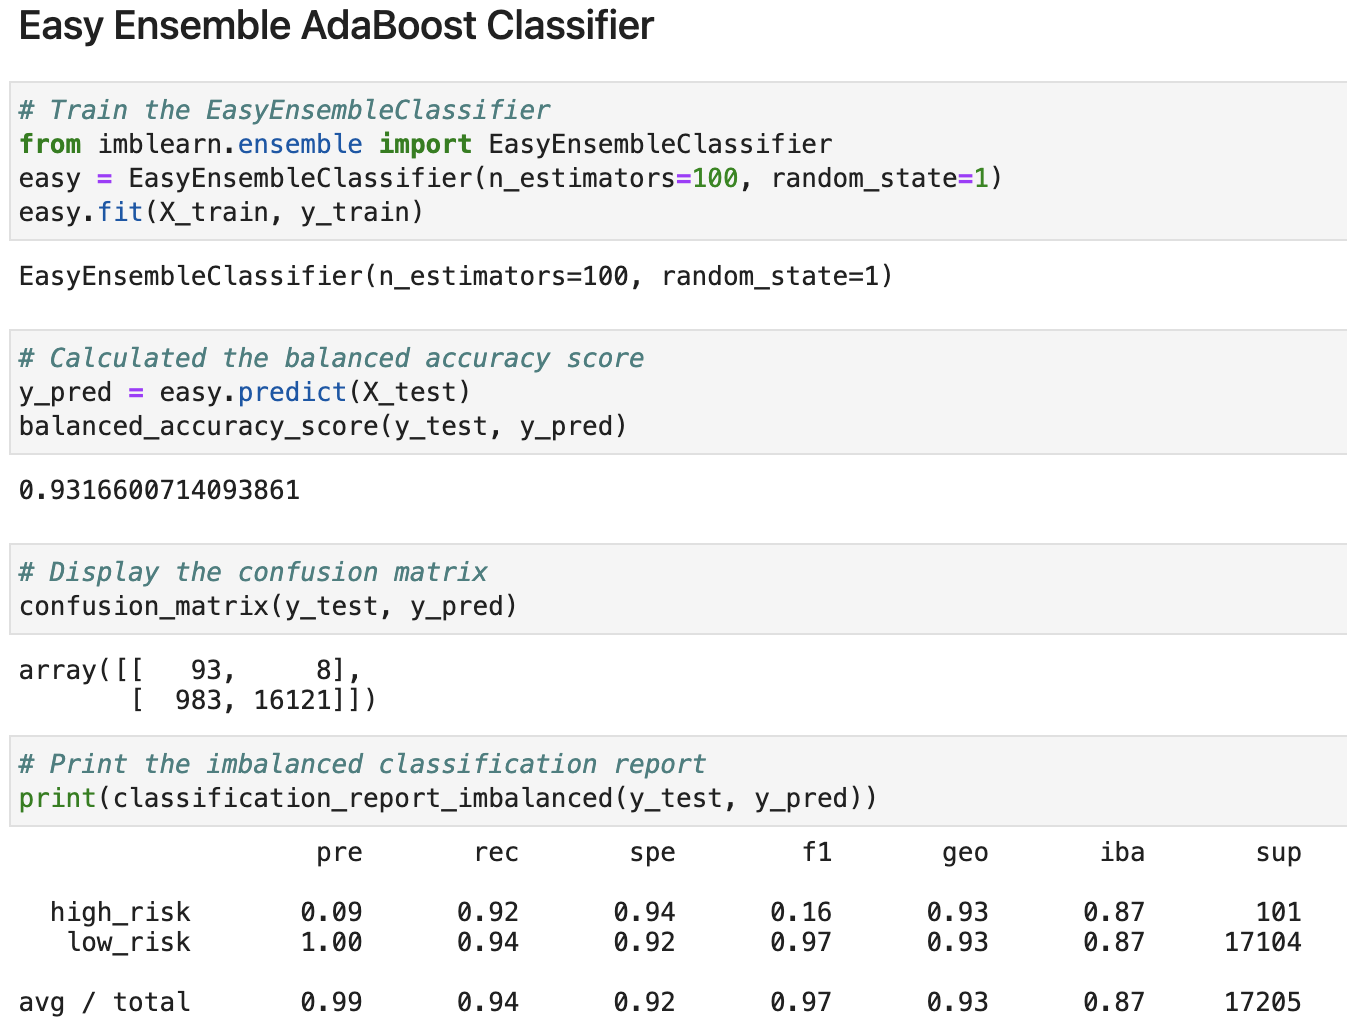 Easy Ensemble AdaBoost Classifier
# Train the EasyEnsembleClassifier
from imblearn.ensemble import EasyEnsembleClassifier
easy = EasyEnsembleClassifier(n_estimators=100, random_state=1)
easy.fit(X_train, y_train)
EasyEnsembleClassifier(n_estimators=100, random_state=1)
# Calculated the balanced accuracy score
y_pred = easy.predict(X_test)
balanced_accuracy_score(y_test, y_pred)
0.9316600714093861
# Display the confusion matrix
confusion_matrix(y_test, y_pred)
array([[   93,     8],
       [  983, 16121]])
# Print the imbalanced classification report
print(classification_report_imbalanced(y_test, y_pred))
                   pre       rec       spe        f1       geo       iba       sup
  high_risk       0.09      0.92      0.94      0.16      0.93      0.87       101
   low_risk       1.00      0.94      0.92      0.97      0.93      0.87     17104
avg / total       0.99      0.94      0.92      0.97      0.93      0.87     17205